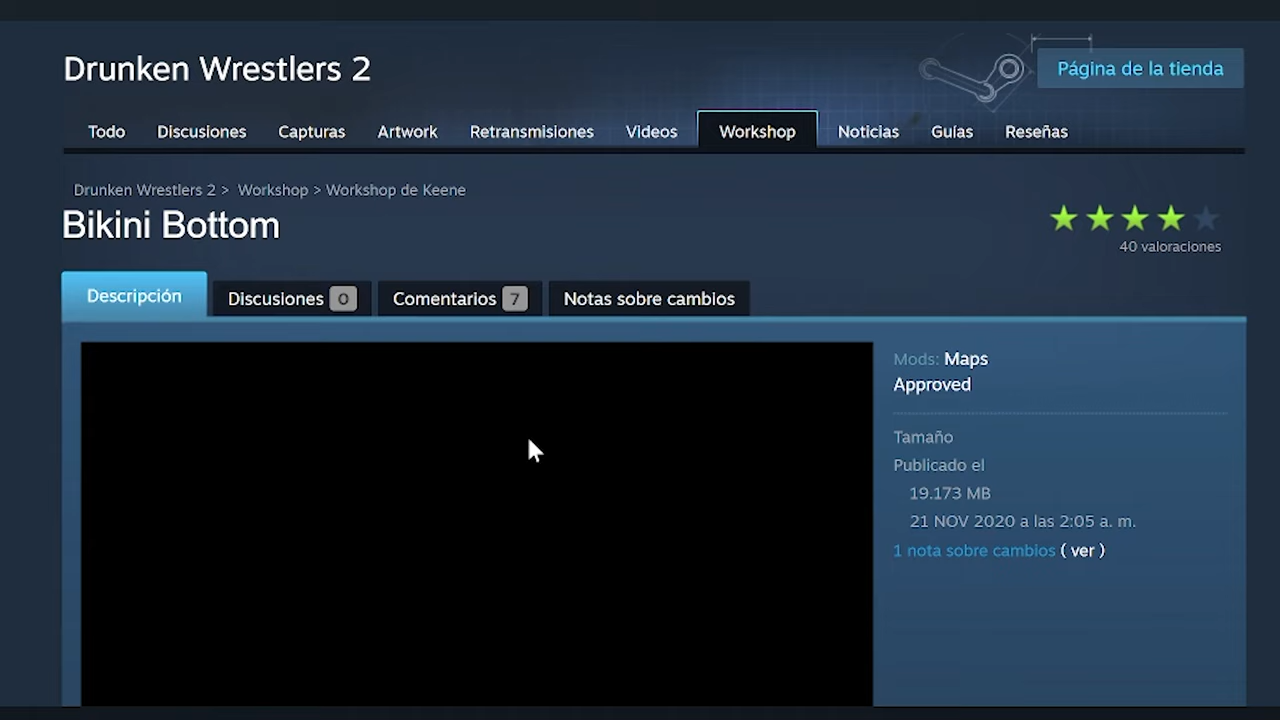 Drunken Wrestlers 2
Página de la tienda
Todo Discusiones Capturas Artwork Retransmisiones Videos Workshop Noticias Guías Reseñas
Drunken Wrestlers 2 > Workshop > Workshop de Keene
Bikini Bottom
40 valoraciones
Descripción Discusiones 0 Comentarios 7 Notas sobre cambios
Mods: Maps
Approved
Tamaño
Publicado el
19.173 MB
21 NOV 2020 a las 2:05 a. m.
1 nota sobre cambios ( ver )